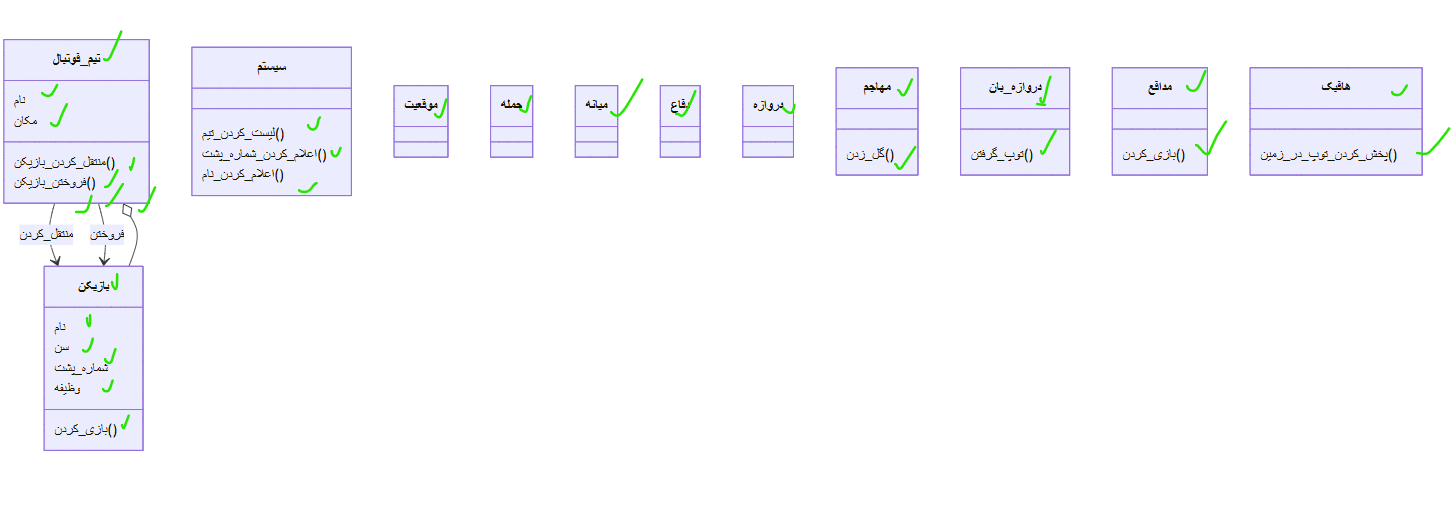 تیم_فوتبال
نام
مکان
منتقل_کردن_بازیکن()
فروختن_بازیکن()
سیستم
لیست_کردن_تیم()
اعلام_کردن_شماره_پشت()
اعلام_کردن_نام()
موقعیت
حمله
میانه
دفاع
دروازه
مهاجم
گل_زدن()
دروازه_بان
توپ_گرفتن()
مدافع
بازی_کردن()
هافبک
پخش_کردن_توپ_در_زمین()
منتقل_کردن
فروختن
بازیکن
نام
سن
شماره_پشت
وظیفه
بازی_کردن()